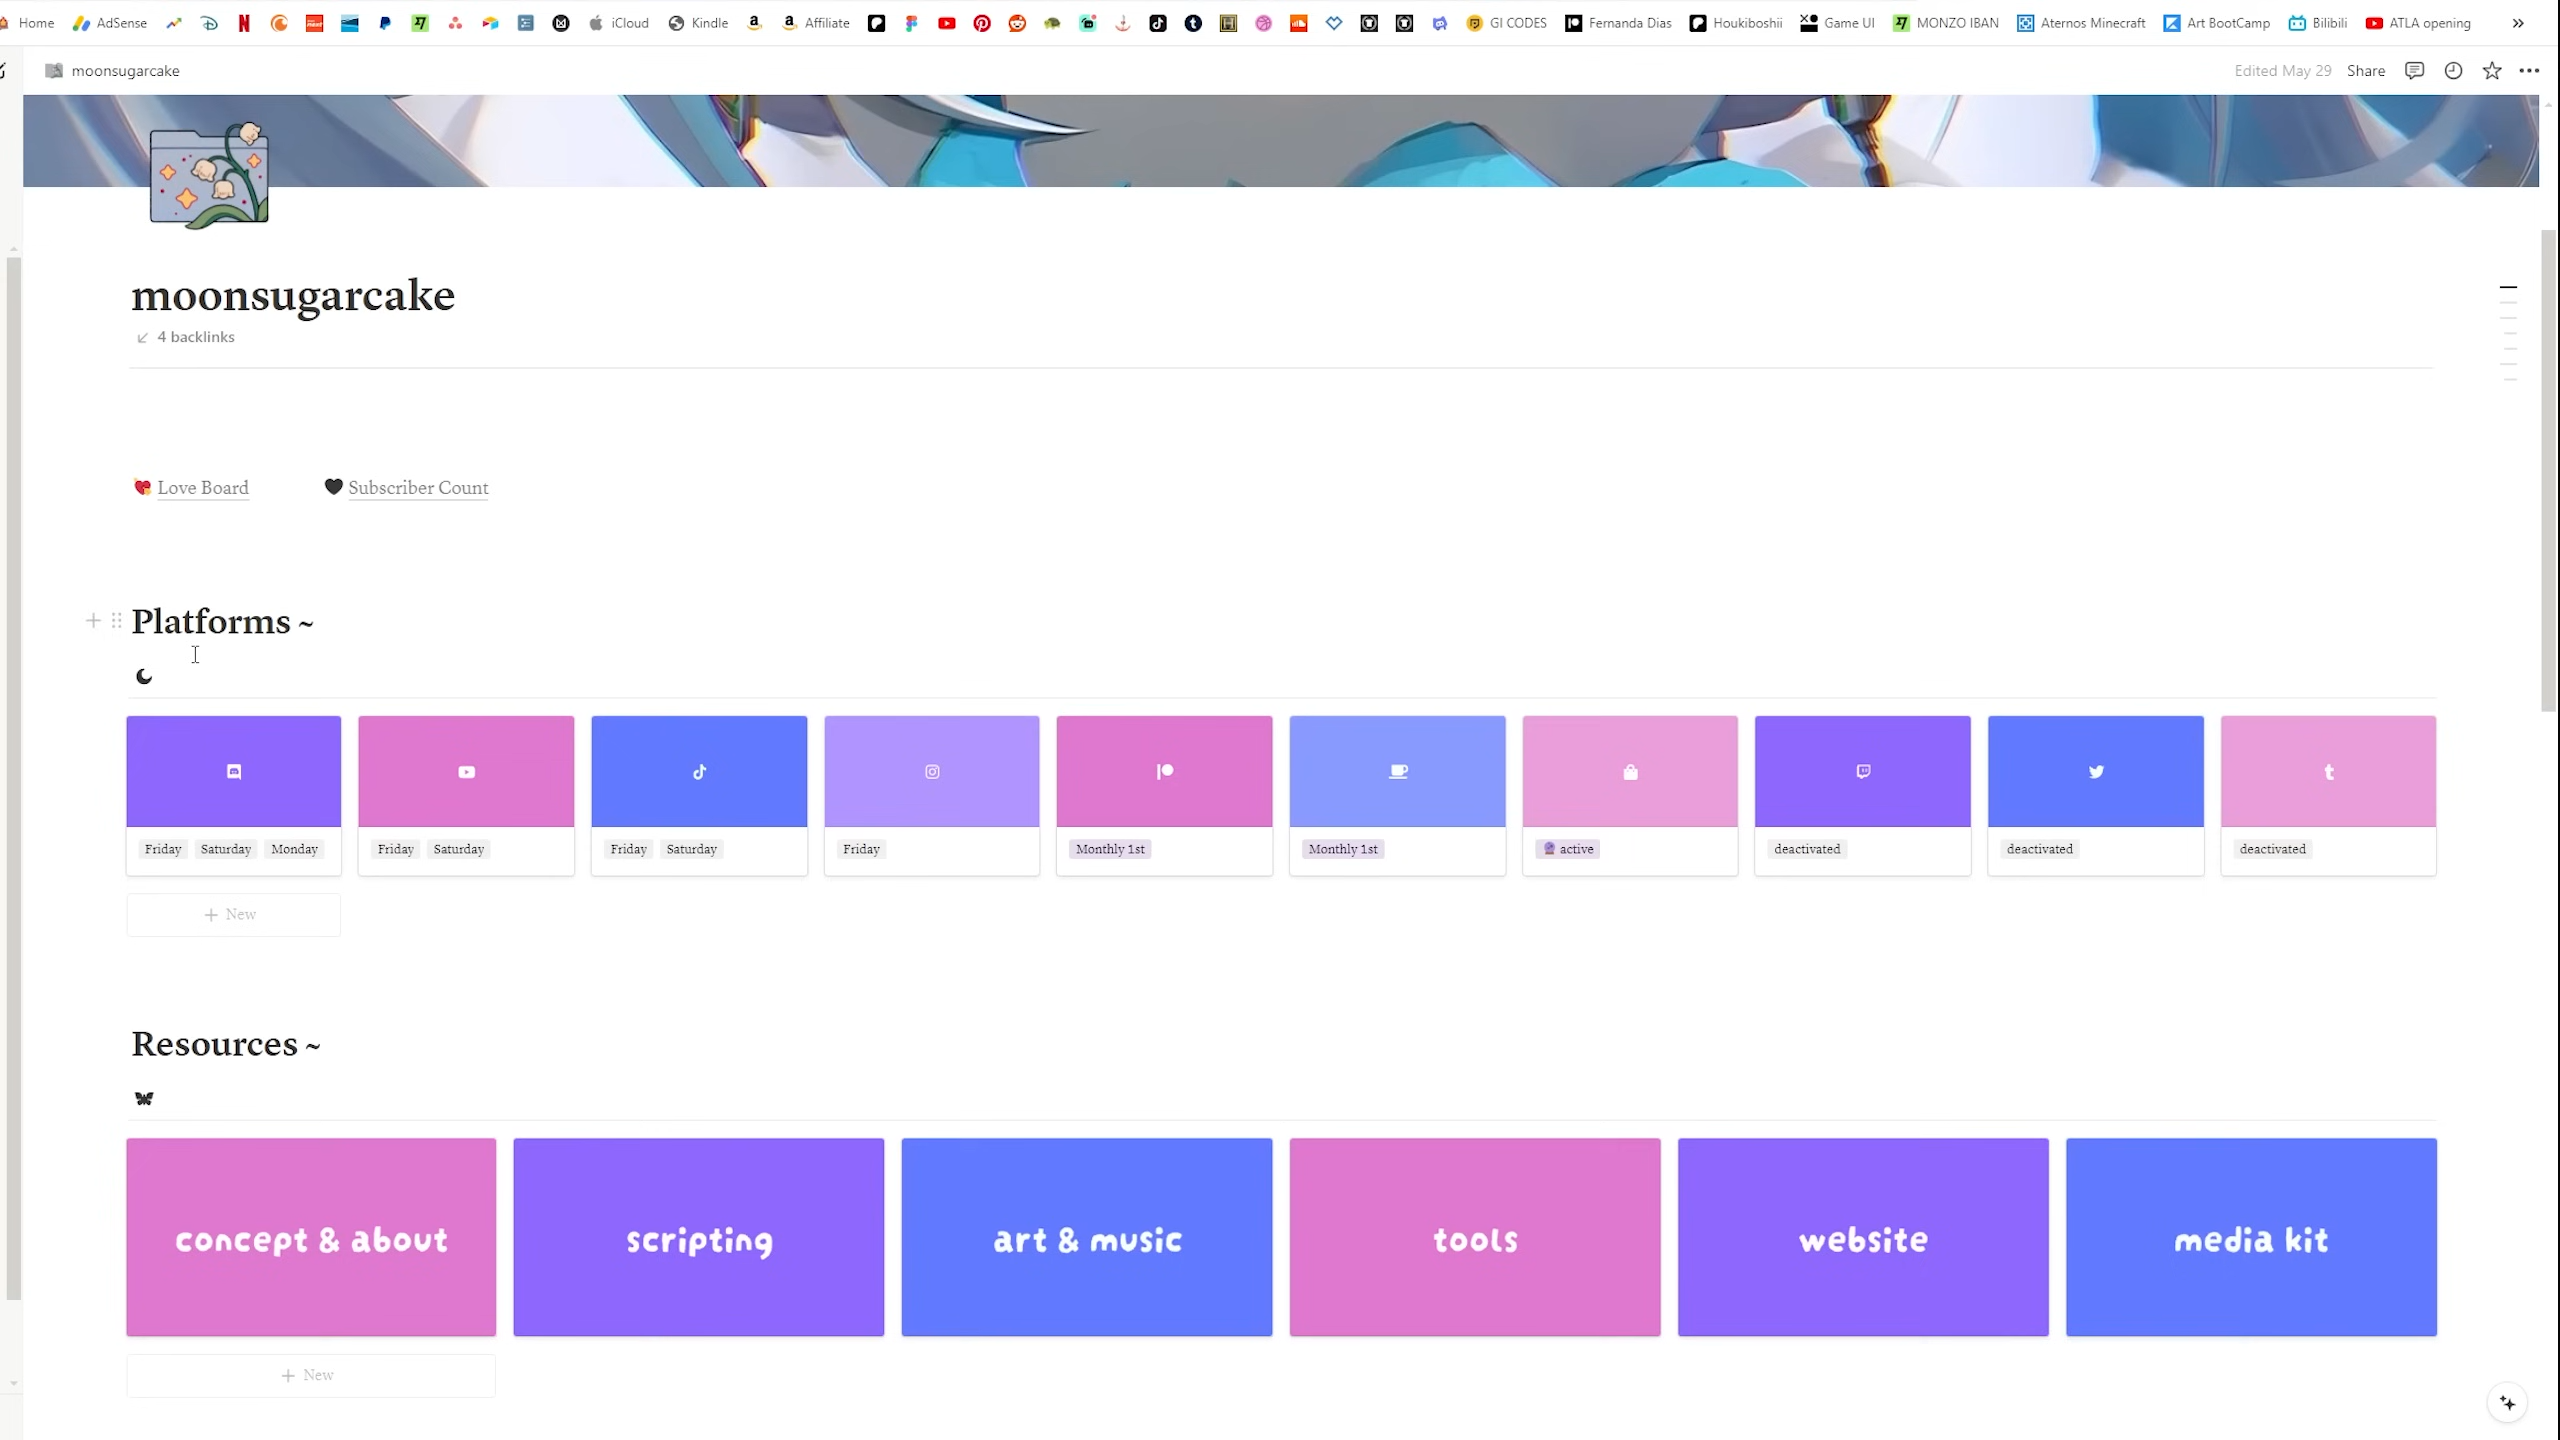 Home AdSense iCloud Kindle Affiliate GI CODES Fernanda Dias Houkiboshii Game UI MONZO IBAN Aternos Minecraft Art BootCamp Bilibili ATLA opening
moonsugarcake Edited May 29 Share
moonsugarcake
4 backlinks
Love Board Subscriber Count
Platforms ~
Friday Saturday Monday Friday Saturday Friday Saturday Friday Monthly 1st Monthly 1st active deactivated deactivated deactivated
+ New
Resources ~
concept & about scripting art & music tools website media kit
+ New